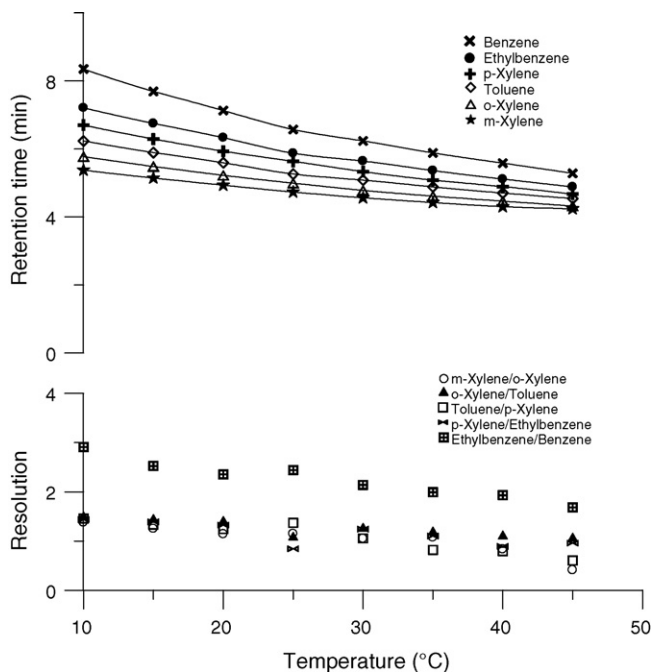 Retention time (min)
8
4
0
Benzene
Ethylbenzene
p-Xylene
Toluene
o-Xylene
m-Xylene
Resolution
4
2
0
m-Xylene/o-Xylene
o-Xylene/Toluene
Toluene/p-Xylene
p-Xylene/Ethylbenzene
Ethylbenzene/Benzene
10 20 30 40 50
Temperature (°C)